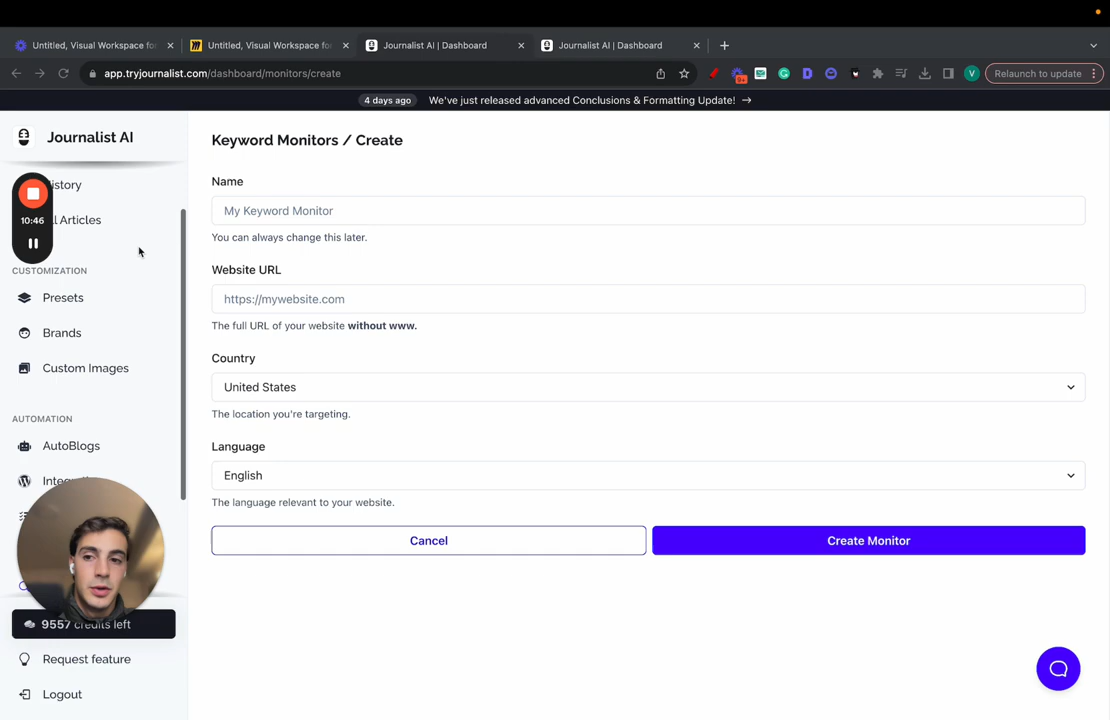 Untitled, Visual Workspace for
Untitled, Visual Workspace for
Journalist AI | Dashboard
Journalist AI | Dashboard
app.tryjournalist.com/dashboard/monitors/create
9+
V
Relaunch to update
4 days ago
We've just released advanced Conclusions & Formatting Update! →
Journalist AI
istory
10:46
l Articles
CUSTOMIZATION
Presets
Brands
Custom Images
AUTOMATION
AutoBlogs
9557 credits left
Request feature
Logout
Keyword Monitors / Create
Name
My Keyword Monitor
You can always change this later.
Website URL
https://mywebsite.com
The full URL of your website without www.
Country
United States
The location you're targeting.
Language
English
The language relevant to your website.
Cancel
Create Monitor